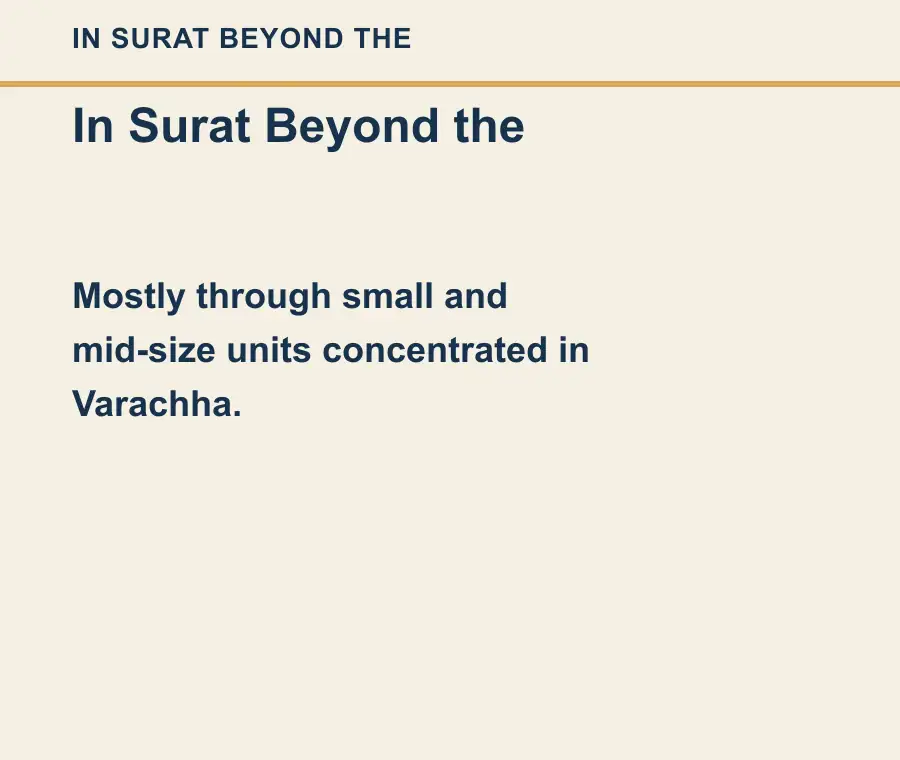 IN SURAT BEYOND THE
In Surat Beyond the
Mostly through small and
mid-size units concentrated in
Varachha.